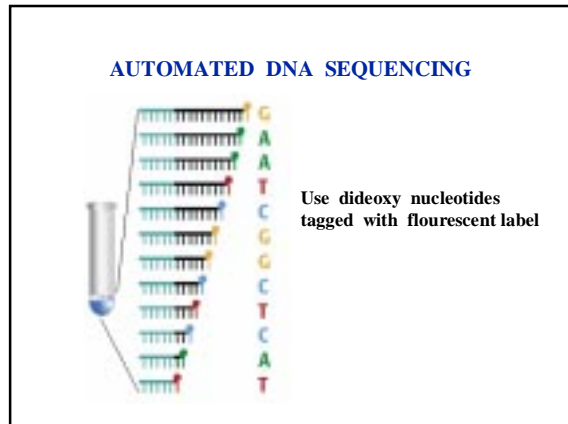 AUTOMATED DNA SEQUENCING
G
A
A
T
C
G
G
C
T
C
A
T
Use dideoxy nucleotides
tagged with flourescent label